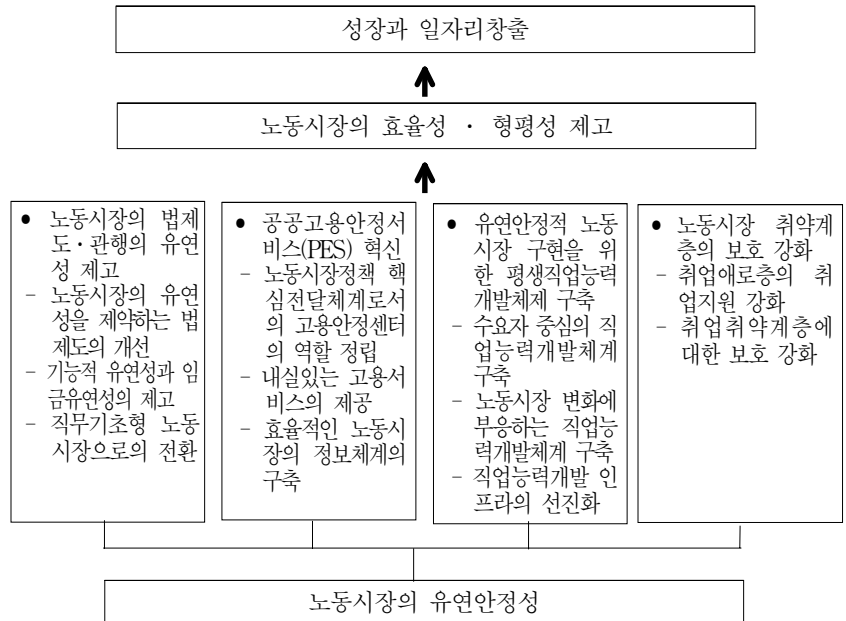 성장과 일자리창출
노동시장의 효율성 · 형평성 제고
● 노동시장의 법제
도·관행의 유연
성 제고
- 노동시장의 유연
성을 제약하는 법
제도의 개선
- 기능적 유연성과 임
금유연성의 제고
- 직무기초형 노동
시장으로의 전환
● 공공고용안정서
비스(PES) 혁신
- 노동시장정책 핵
심전달체계로서
의 고용안정센터
의 역할 정립
- 내실있는 고용서
비스의 제공
- 효율적인 노동시
장의 정보체계의
구축
● 유연안정적 노동
시장 구현을 위
한 평생직업능력
개발체제 구축
- 수요자 중심의 직
업능력개발체계
구축
- 노동시장 변화에
부응하는 직업능
력개발체계 구축
- 직업능력개발 인
프라의 선진화
● 노동시장 취약계
층의 보호 강화
- 취업애로층의 취
업지원 강화
- 취업취약계층에
대한 보호 강화
노동시장의 유연안정성